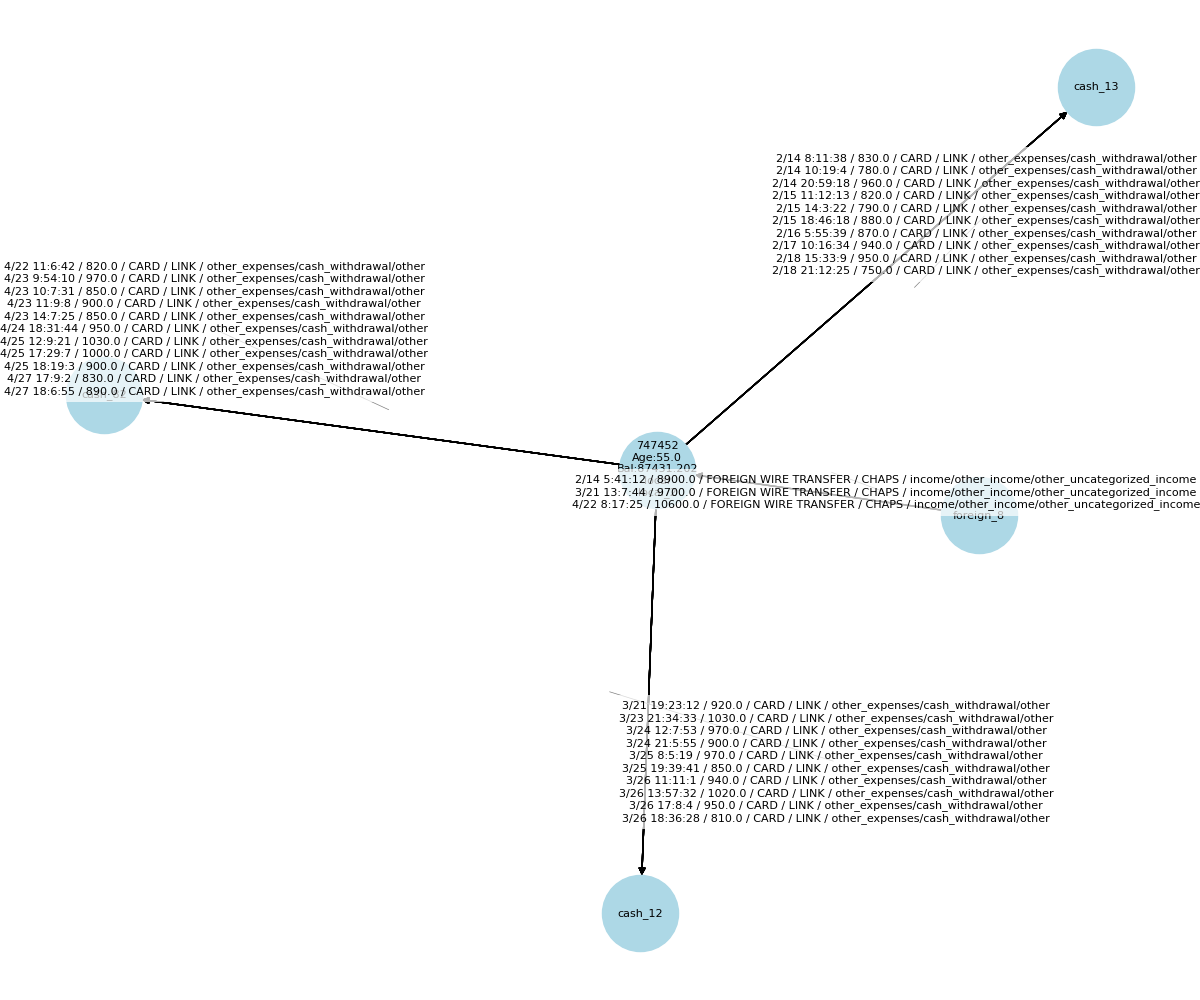 cash_13
2/14 8:11:38 / 830.0 / CARD / LINK / other_expenses/cash_withdrawal/other
2/14 10:19:4 / 780.0 / CARD / LINK / other_expenses/cash_withdrawal/other
2/14 20:59:18 / 960.0 / CARD / LINK / other_expenses/cash_withdrawal/other
2/15 11:12:13 / 820.0 / CARD / LINK / other_expenses/cash_withdrawal/other
2/15 14:3:22 / 790.0 / CARD / LINK / other_expenses/cash_withdrawal/other
2/15 18:46:18 / 880.0 / CARD / LINK / other_expenses/cash_withdrawal/other
2/16 5:55:39 / 870.0 / CARD / LINK / other_expenses/cash_withdrawal/other
2/17 10:16:34 / 940.0 / CARD / LINK / other_expenses/cash_withdrawal/other
2/18 15:33:9 / 950.0 / CARD / LINK / other_expenses/cash_withdrawal/other
2/18 21:12:25 / 750.0 / CARD / LINK / other_expenses/cash_withdrawal/other
4/22 11:6:42 / 820.0 / CARD / LINK / other_expenses/cash_withdrawal/other
4/23 9:54:10 / 970.0 / CARD / LINK / other_expenses/cash_withdrawal/other
4/23 10:7:31 / 850.0 / CARD / LINK / other_expenses/cash_withdrawal/other
4/23 11:9:8 / 900.0 / CARD / LINK / other_expenses/cash_withdrawal/other
4/23 14:7:25 / 850.0 / CARD / LINK / other_expenses/cash_withdrawal/other
4/24 18:31:44 / 950.0 / CARD / LINK / other_expenses/cash_withdrawal/other
4/25 12:9:21 / 1030.0 / CARD / LINK / other_expenses/cash_withdrawal/other
4/25 17:29:7 / 1000.0 / CARD / LINK / other_expenses/cash_withdrawal/other
4/25 18:19:3 / 900.0 / CARD / LINK / other_expenses/cash_withdrawal/other
4/27 17:9:2 / 830.0 / CARD / LINK / other_expenses/cash_withdrawal/other
4/27 18:6:55 / 890.0 / CARD / LINK / other_expenses/cash_withdrawal/other
747452
Age:55.0
Bal:87431.202
2/14 5:41:12 / 8900.0 / FOREIGN WIRE TRANSFER / CHAPS / income/other_income/other_uncategorized_income
3/21 13:7:44 / 9700.0 / FOREIGN WIRE TRANSFER / CHAPS / income/other_income/other_uncategorized_income
4/22 8:17:25 / 10600.0 / FOREIGN WIRE TRANSFER / CHAPS / income/other_income/other_uncategorized_income
foreign_8
3/21 19:23:12 / 920.0 / CARD / LINK / other_expenses/cash_withdrawal/other
3/23 21:34:33 / 1030.0 / CARD / LINK / other_expenses/cash_withdrawal/other
3/24 12:7:53 / 970.0 / CARD / LINK / other_expenses/cash_withdrawal/other
3/24 21:5:55 / 900.0 / CARD / LINK / other_expenses/cash_withdrawal/other
3/25 8:5:19 / 970.0 / CARD / LINK / other_expenses/cash_withdrawal/other
3/25 19:39:41 / 850.0 / CARD / LINK / other_expenses/cash_withdrawal/other
3/26 11:11:1 / 940.0 / CARD / LINK / other_expenses/cash_withdrawal/other
3/26 13:57:32 / 1020.0 / CARD / LINK / other_expenses/cash_withdrawal/other
3/26 17:8:4 / 950.0 / CARD / LINK / other_expenses/cash_withdrawal/other
3/26 18:36:28 / 810.0 / CARD / LINK / other_expenses/cash_withdrawal/other
cash_12